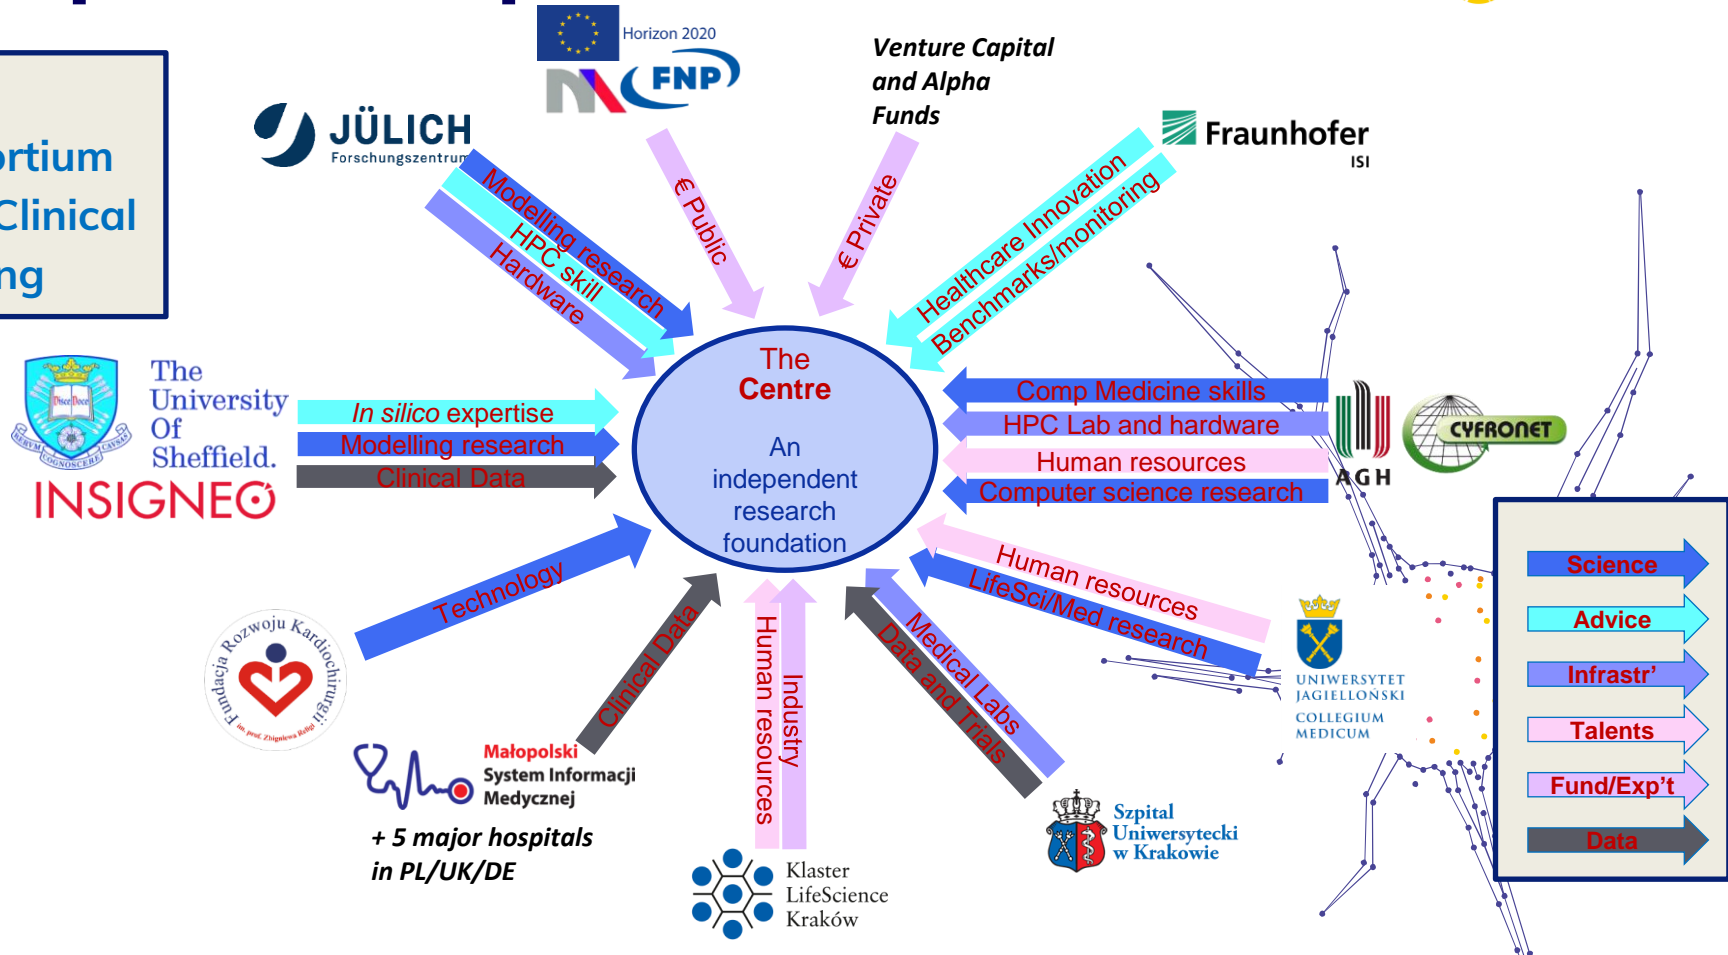 Horizon 2020
FNP
Venture Capital
and Alpha
Funds
JÜLICH
Forschungszentrum
Fraunhofer
ISI
ortium
Clinical
ng
Modelling research
HPC skill
Hardware
€ Public
€ Private
Healthcare Innovation
Benchmarks/monitoring
The
University
Of
Sheffield.
INSIGNEO
In silico expertise
Modelling research
Clinical Data
The
Centre
An
independent
research
foundation
Comp Medicine skills
HPC Lab and hardware
Human resources
Computer science research
AGH
CYFRONET
Technology
Clinical Data
Human resources
Industry
Medical Labs
Data and Trials
Human resources
LifeSci/Med research
Fundacja Rozwoju Kardiochirurgii
im. prof. Zbigniewa Religi
Małopolski
System Informacji
Medycznej
+ 5 major hospitals
in PL/UK/DE
Klaster
LifeScience
Kraków
Szpital
Uniwersytecki
w Krakowie
UNIWERSYTET
JAGIELLOŃSKI
COLLEGIUM
MEDICUM
Science
Advice
Infrastr'
Talents
Fund/Exp't
Data